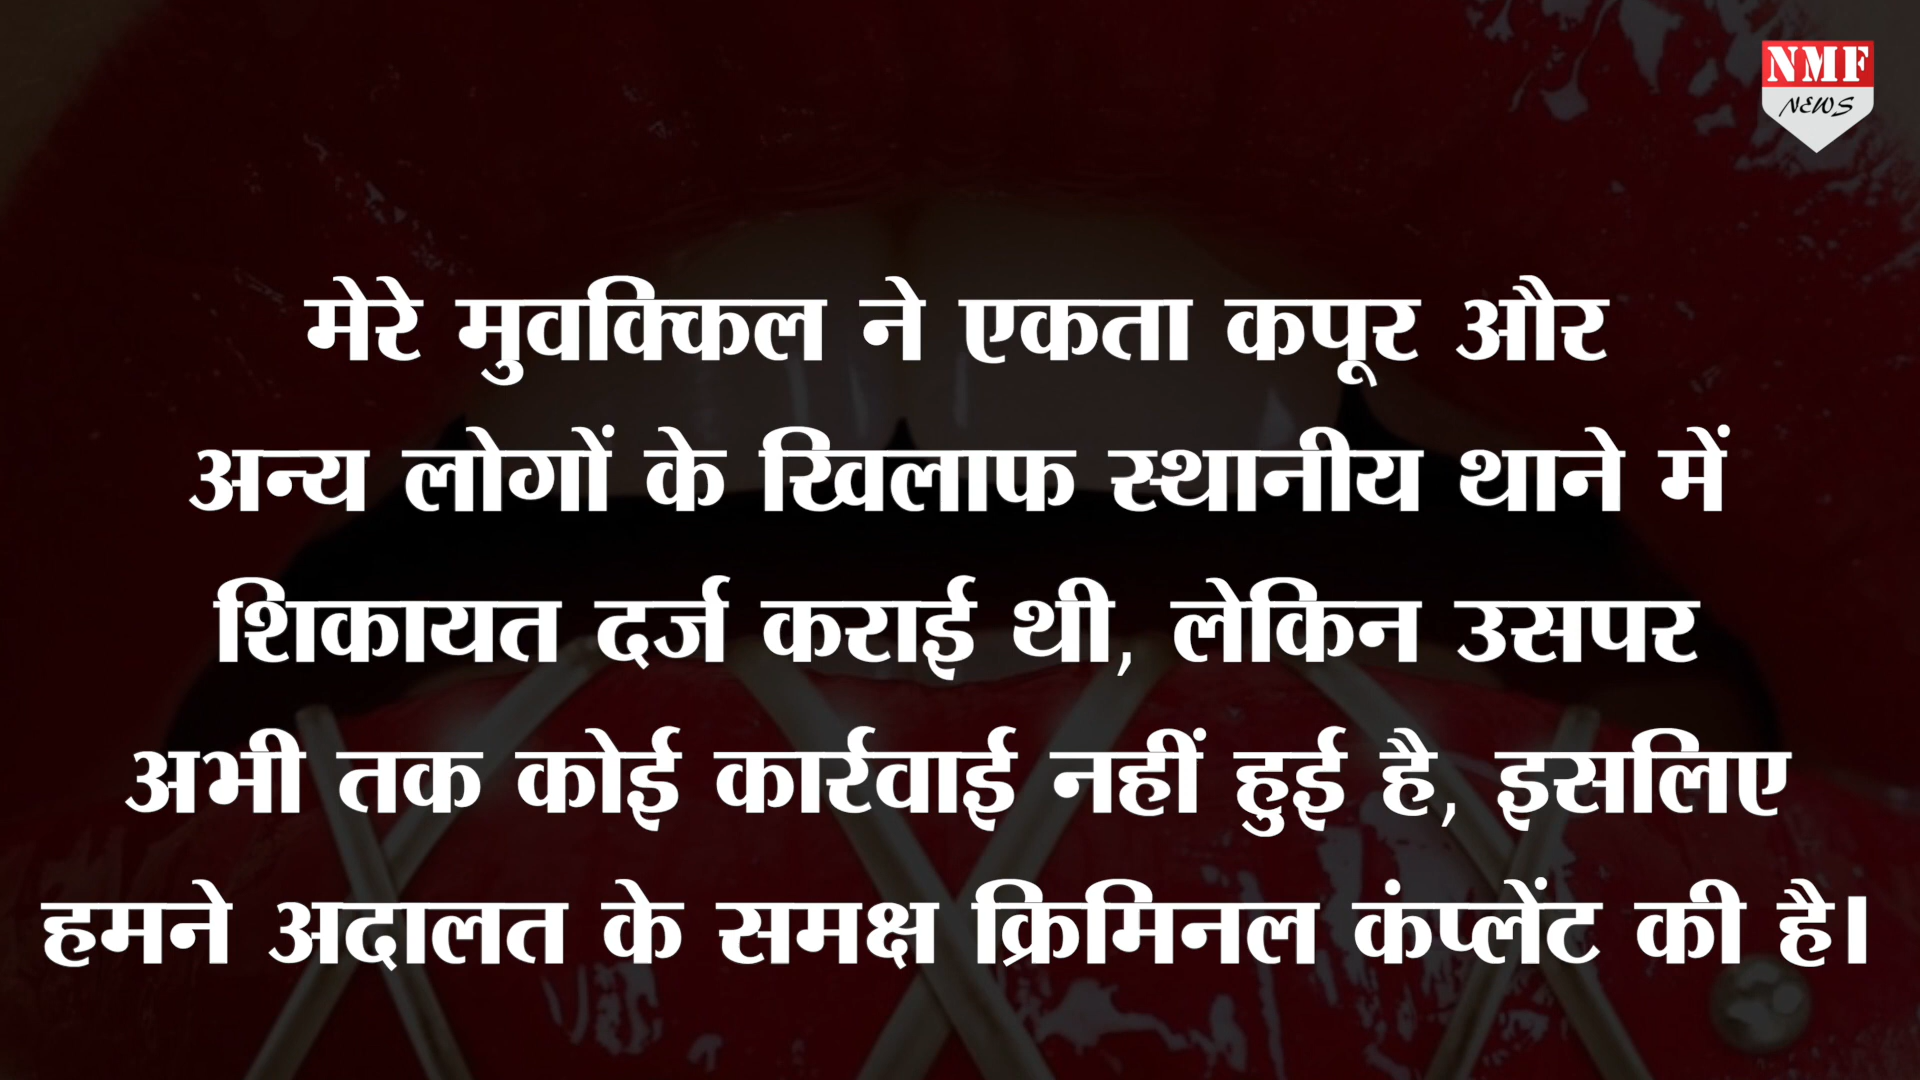 NMF
NEWS
मेरे मुवक्किल ने एकता कपूर और
अन्य लोगों के खिलाफ स्थानीय थाने में
शिकायत दर्ज कराई थी, लेकिन उसपर
अभी तक कोई कार्रवाई नहीं हुई है, इसलिए
हमने अदालत के समक्ष क्रिमिनल कंप्लेंट की है।